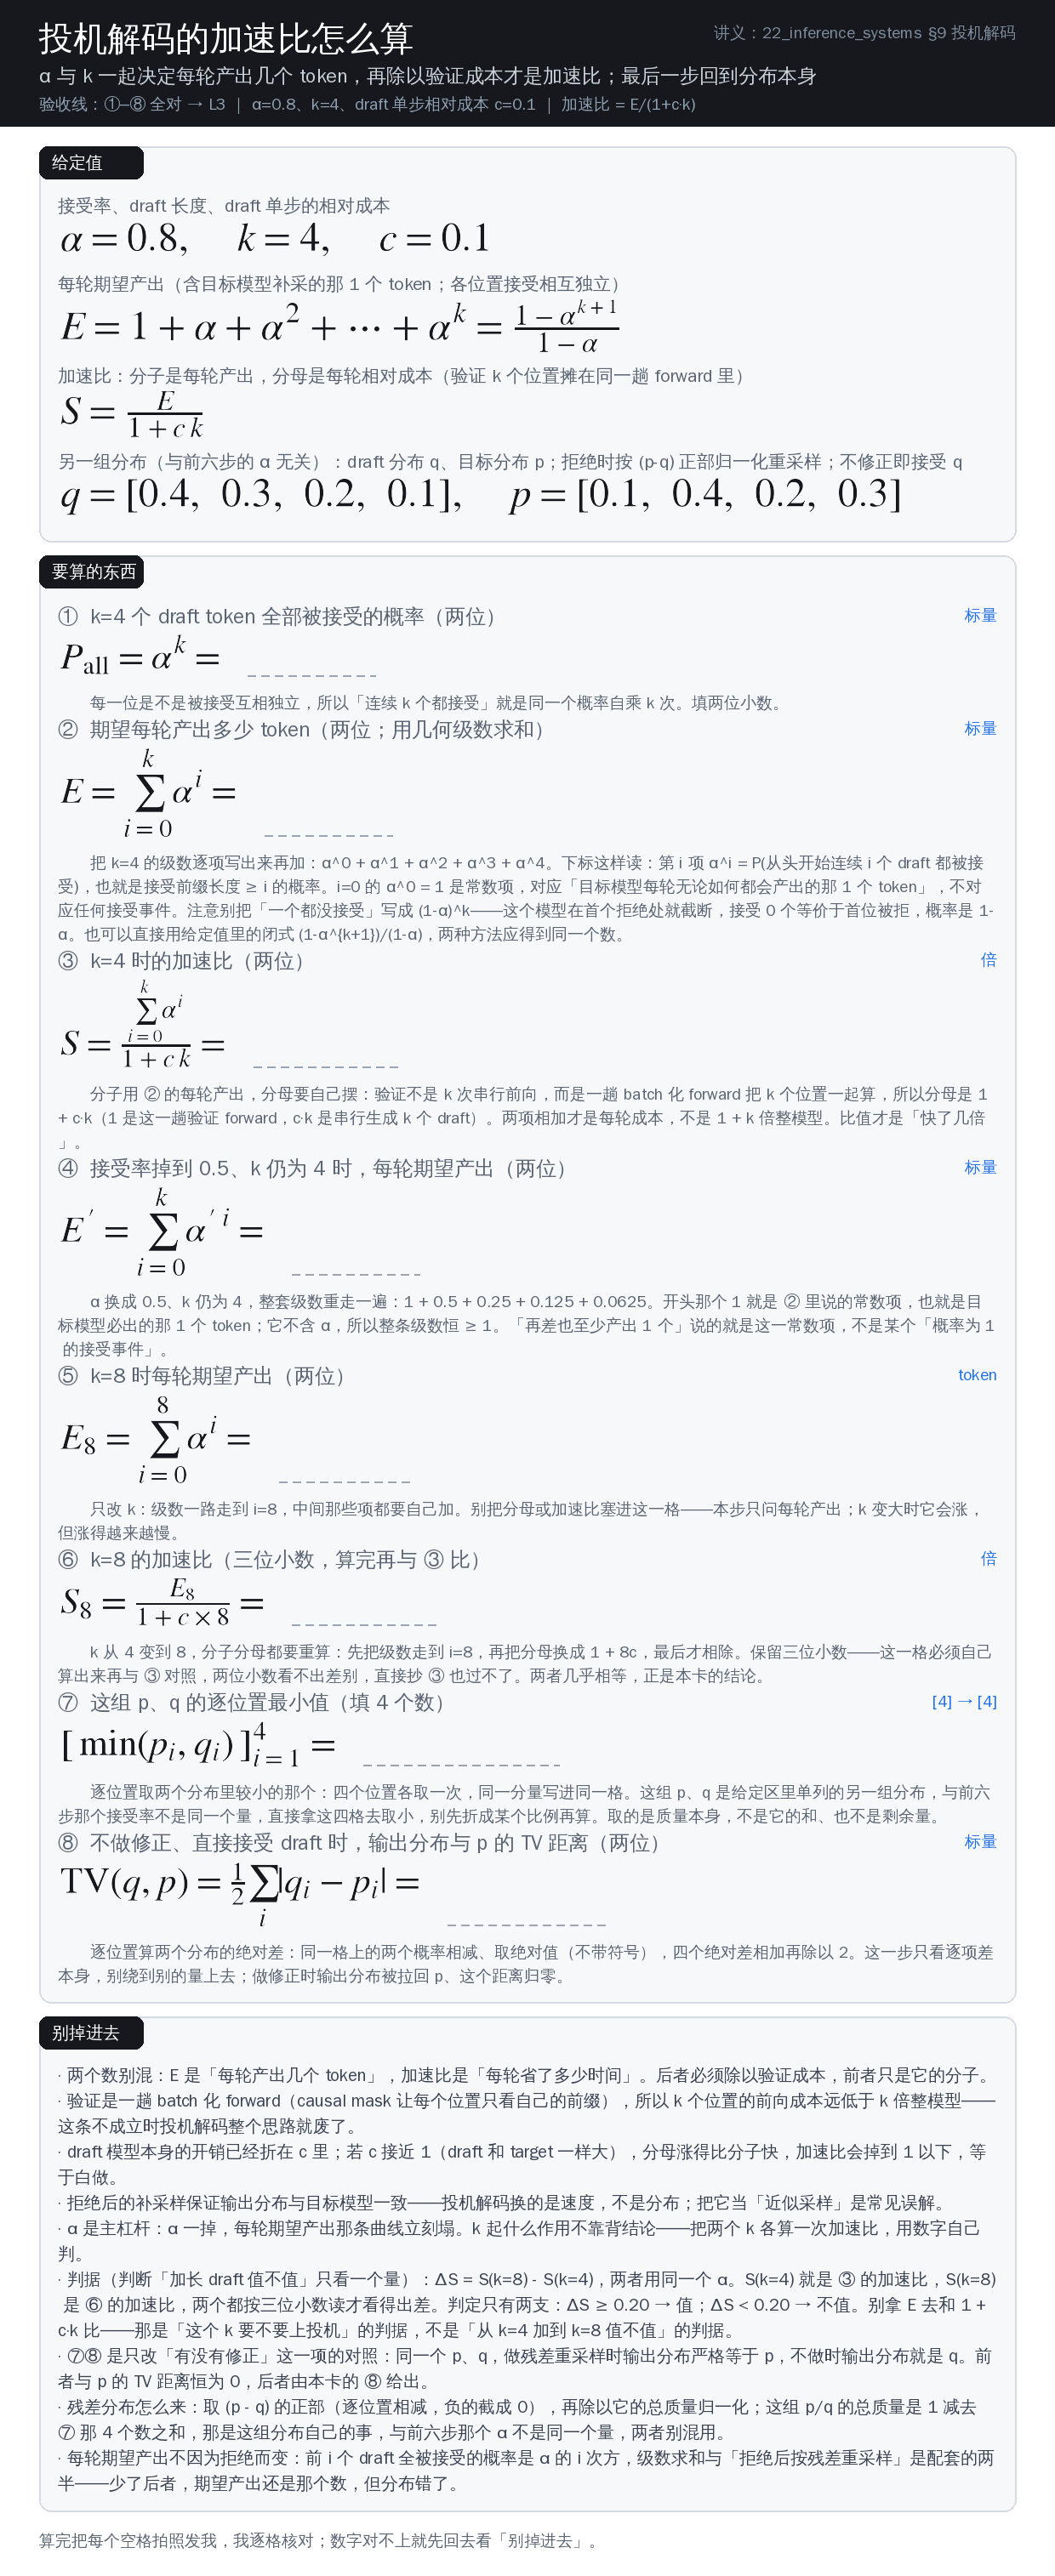 投机解码的加速比怎么算
讲义：22_inference_systems §9 投机解码
α 与 k 一起决定每轮产出几个 token，再除以验证成本才是加速比；最后一步回到分布本身
验收线：①—⑧ 全对 → L3 ｜ α=0.8、k=4、draft 单步相对成本 c=0.1 ｜ 加速比 = E/(1+c·k)
给定值
接受率、draft 长度、draft 单步的相对成本
α = 0.8,  k = 4,  c = 0.1
每轮期望产出（含目标模型补采的那 1 个 token；各位置接受相互独立）
E = 1 + α + α^2 + ⋯ + α^k = (1 − α^{k+1})/(1 − α)
加速比：分子是每轮产出，分母是每轮相对成本（验证 k 个位置摊在同一趟 forward 里）
S = E/(1 + c k)
另一组分布（与前六步的 α 无关）：draft 分布 q、目标分布 p；拒绝时按 (p-q) 正部归一化重采样；不修正即接受 q
q = [0.4, 0.3, 0.2, 0.1],  p = [0.1, 0.4, 0.2, 0.3]
要算的东西
① k=4 个 draft token 全部被接受的概率（两位）
标量
P_all = α^k =
每一位是不是被接受互相独立，所以「连续 k 个都接受」就是同一个概率自乘 k 次。填两位小数。
② 期望每轮产出多少 token（两位；用几何级数求和）
标量
E = ∑_{i=0}^{k} α^i =
把 k=4 的级数逐项写出来再加：α^0 + α^1 + α^2 + α^3 + α^4。下标这样读：第 i 项 α^i = P(从头开始连续 i 个 draft 都被接
受)，也就是接受前缀长度 ≥ i 的概率。i=0 的 α^0 = 1 是常数项，对应「目标模型每轮无论如何都会产出的那 1 个 token」，不对
应任何接受事件。注意别把「一个都没接受」写成 (1-α)^k——这个模型在首个拒绝处就截断，接受 0 个等价于首位被拒，概率是 1-
α。也可以直接用给定值里的闭式 (1-α^{k+1})/(1-α)，两种方法应得到同一个数。
③ k=4 时的加速比（两位）
倍
S = (∑_{i=0}^{k} α^i)/(1 + c k) =
分子用 ② 的每轮产出，分母要自己摆：验证不是 k 次串行前向，而是一趟 batch 化 forward 把 k 个位置一起算，所以分母是 1
+ c·k（1 是这一趟验证 forward，c·k 是串行生成 k 个 draft）。两项相加才是每轮成本，不是 1 + k 倍整模型。比值才是「快了几倍
」。
④ 接受率掉到 0.5、k 仍为 4 时，每轮期望产出（两位）
标量
E′ = ∑_{i=0}^{k} α′^i =
α 换成 0.5、k 仍为 4，整套级数重走一遍：1 + 0.5 + 0.25 + 0.125 + 0.0625。开头那个 1 就是 ② 里说的常数项，也就是目
标模型必出的那 1 个 token；它不含 α，所以整条级数恒 ≥ 1。「再差也至少产出 1 个」说的就是这一常数项，不是某个「概率为 1
的接受事件」。
⑤ k=8 时每轮期望产出（两位）
token
E_8 = ∑_{i=0}^{8} α^i =
只改 k：级数一路走到 i=8，中间那些项都要自己加。别把分母或加速比塞进这一格——本步只问每轮产出；k 变大时它会涨，
但涨得越来越慢。
⑥ k=8 的加速比（三位小数，算完再与 ③ 比）
倍
S_8 = E_8/(1 + c × 8) =
k 从 4 变到 8，分子分母都要重算：先把级数走到 i=8，再把分母换成 1 + 8c，最后才相除。保留三位小数——这一格必须自己
算出来再与 ③ 对照，两位小数看不出差别，直接抄 ③ 也过不了。两者几乎相等，正是本卡的结论。
⑦ 这组 p、q 的逐位置最小值（填 4 个数）
[4] → [4]
[ min(p_i, q_i) ]_{i=1}^{4} =
逐位置取两个分布里较小的那个：四个位置各取一次，同一分量写进同一格。这组 p、q 是给定区里单列的另一组分布，与前六
步那个接受率不是同一个量，直接拿这四格去取小，别先折成某个比例再算。取的是质量本身，不是它的和、也不是剩余量。
⑧ 不做修正、直接接受 draft 时，输出分布与 p 的 TV 距离（两位）
标量
TV(q, p) = 1/2 ∑_i |q_i − p_i| =
逐位置算两个分布的绝对差：同一格上的两个概率相减、取绝对值（不带符号），四个绝对差相加再除以 2。这一步只看逐项差
本身，别绕到别的量上去；做修正时输出分布被拉回 p、这个距离归零。
别掉进去
· 两个数别混：E 是「每轮产出几个 token」，加速比是「每轮省了多少时间」。后者必须除以验证成本，前者只是它的分子。
· 验证是一趟 batch 化 forward（causal mask 让每个位置只看自己的前缀），所以 k 个位置的前向成本远低于 k 倍整模型——
这条不成立时投机解码整个思路就废了。
· draft 模型本身的开销已经折在 c 里；若 c 接近 1（draft 和 target 一样大），分母涨得比分子快，加速比会掉到 1 以下，等
于白做。
· 拒绝后的补采样保证输出分布与目标模型一致——投机解码换的是速度，不是分布；把它当「近似采样」是常见误解。
· α 是主杠杆：α 一掉，每轮期望产出那条曲线立刻塌。k 起什么作用不靠背结论——把两个 k 各算一次加速比，用数字自己
判。
· 判据（判断「加长 draft 值不值」只看一个量）：ΔS = S(k=8) - S(k=4)，两者用同一个 α。S(k=4) 就是 ③ 的加速比，S(k=8)
是 ⑥ 的加速比，两个都按三位小数读才看得出差。判定只有两支：ΔS ≥ 0.20 → 值；ΔS < 0.20 → 不值。别拿 E 去和 1 +
c·k 比——那是「这个 k 要不要上投机」的判据，不是「从 k=4 加到 k=8 值不值」的判据。
· ⑦⑧ 是只改「有没有修正」这一项的对照：同一个 p、q，做残差重采样时输出分布严格等于 p，不做时输出分布就是 q。前
者与 p 的 TV 距离恒为 0，后者由本卡的 ⑧ 给出。
· 残差分布怎么来：取 (p - q) 的正部（逐位置相减，负的截成 0），再除以它的总质量归一化；这组 p/q 的总质量是 1 减去
⑦ 那 4 个数之和，那是这组分布自己的事，与前六步那个 α 不是同一个量，两者别混用。
· 每轮期望产出不因为拒绝而变：前 i 个 draft 全被接受的概率是 α 的 i 次方，级数求和与「拒绝后按残差重采样」是配套的两
半——少了后者，期望产出还是那个数，但分布错了。
算完把每个空格拍照发我，我逐格核对；数字对不上就先回去看「别掉进去」。